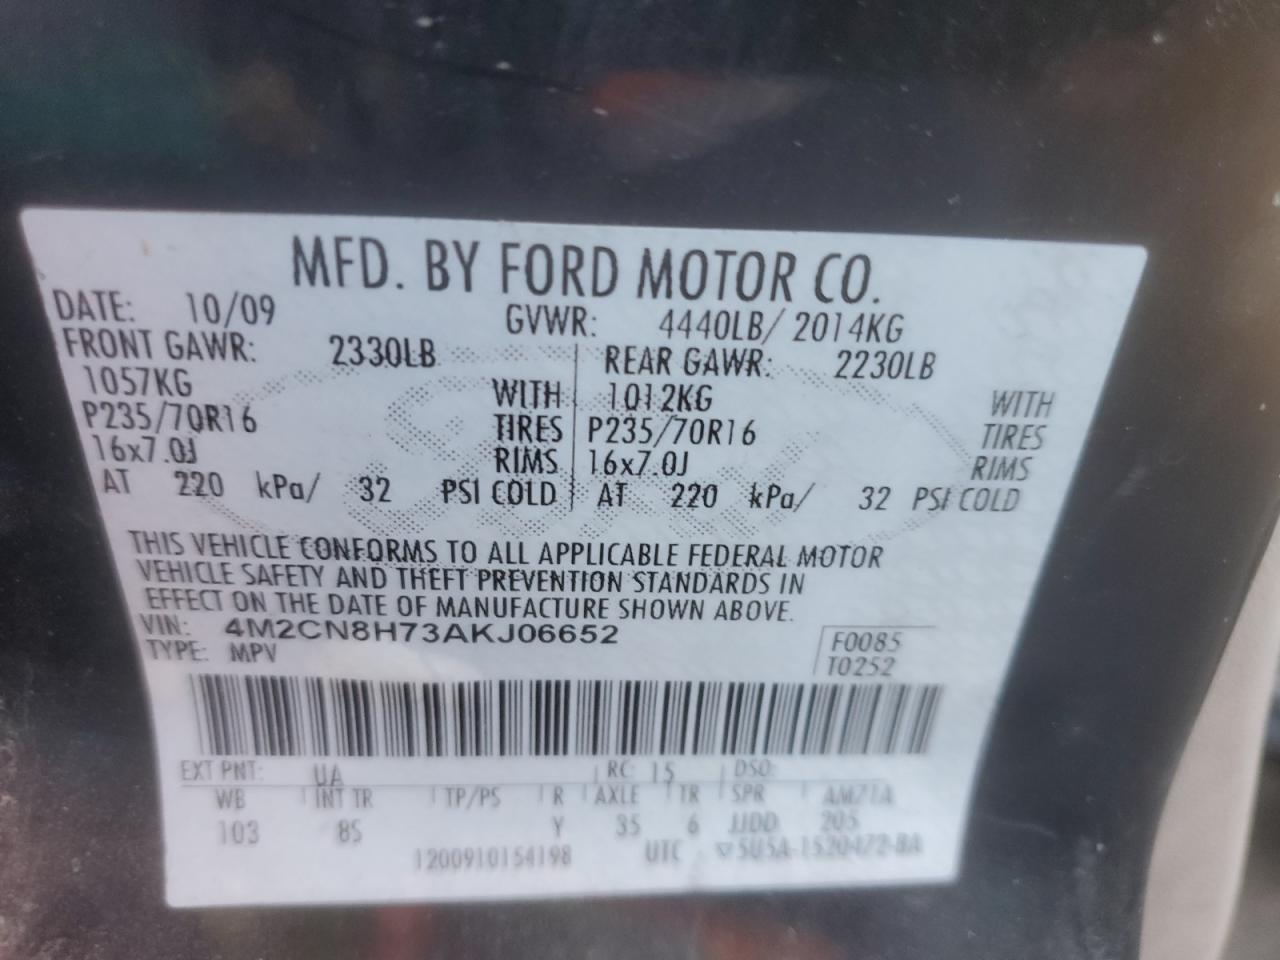 MFD. BY FORD MOTOR CO.
DATE: 10/09 GVWR: 4440LB/ 2014KG
FRONT GAWR: 2330LB REAR GAWR: 2230LB
1057KG WITH 1012KG WITH
P235/70R16 TIRES P235/70R16 TIRES
16x7.0J RIMS 16x7.0J RIMS
AT 220 kPa/ 32 PSI COLD AT 220 kPa/ 32 PSI COLD
THIS VEHICLE CONFORMS TO ALL APPLICABLE FEDERAL MOTOR
VEHICLE SAFETY AND THEFT PREVENTION STANDARDS IN
EFFECT ON THE DATE OF MANUFACTURE SHOWN ABOVE.
VIN: 4M2CN8H73AKJ06652 F0085
TYPE: MPV T0252
EXT PNT: UA RC: 15 DSO:
WB INT TR TP/PS R AXLE TR SPR
103 8S Y 35 6 JJDD 205
1200910154198 UTC ▽5U5A-1520472-BA